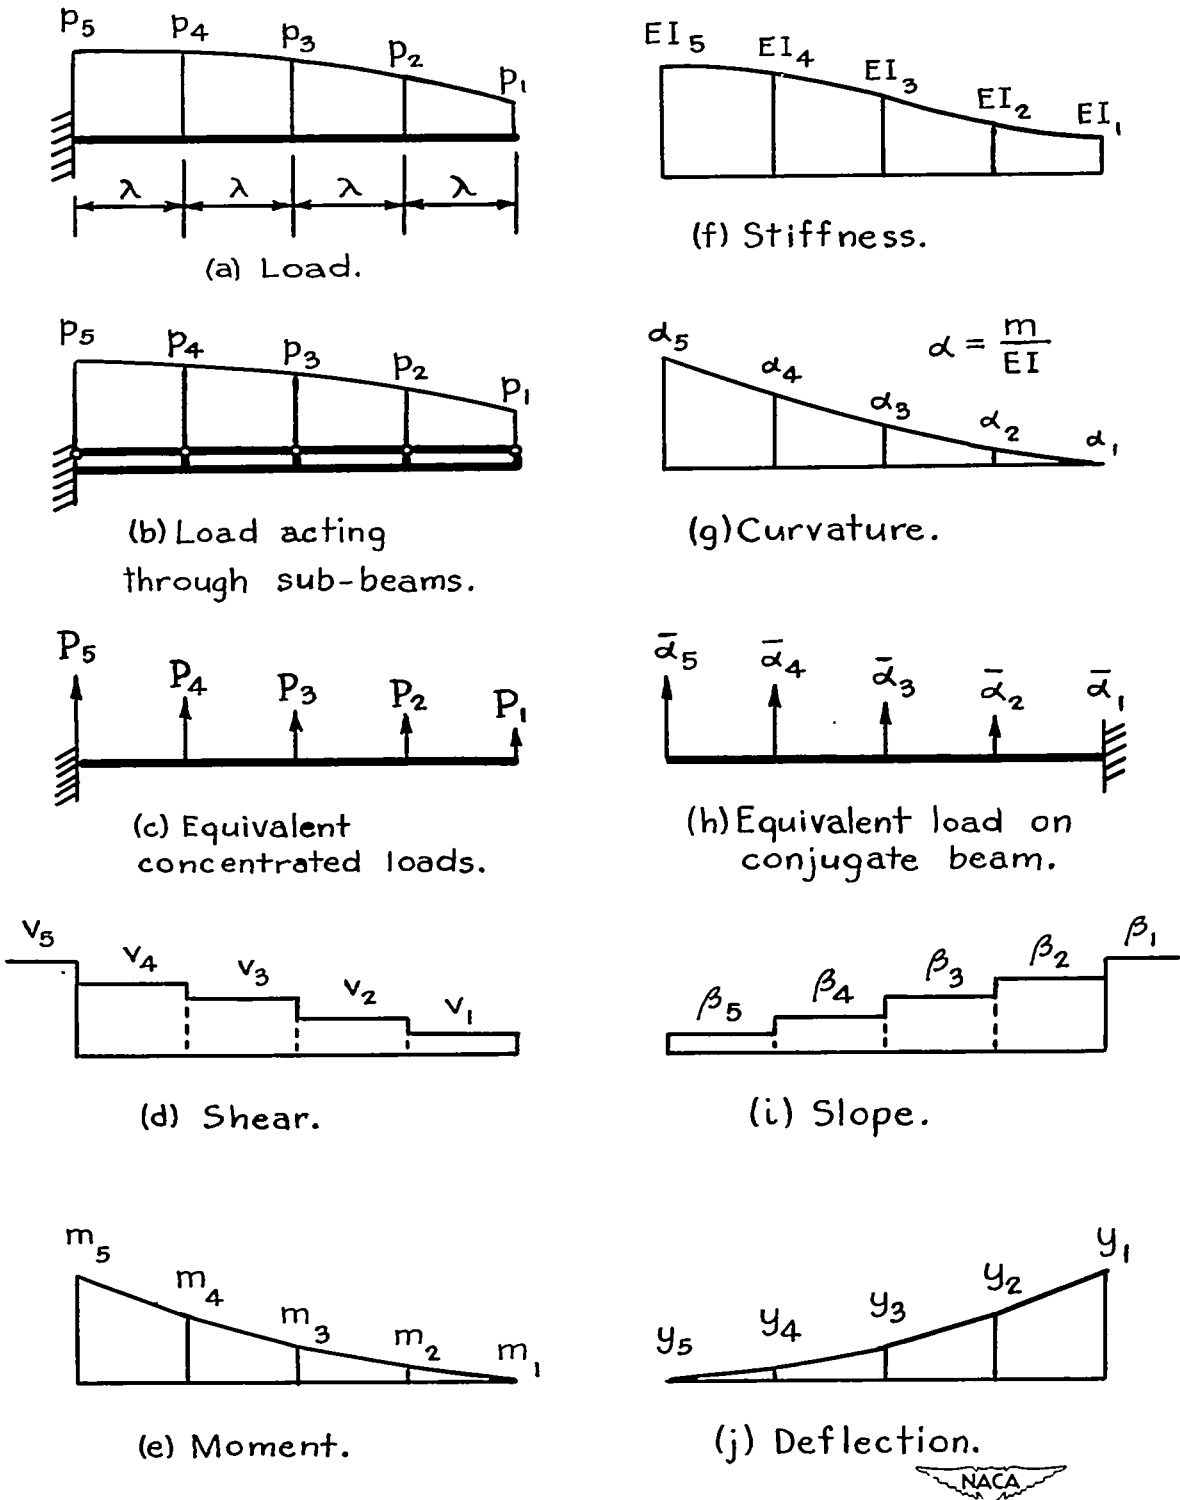 p₅ p₄ p₃ p₂ p₁
λ λ λ λ
(a) Load.
p₅ p₄ p₃ p₂ p₁
(b) Load acting
through sub-beams.
P₅ P₄ P₃ P₂ P₁
(c) Equivalent
concentrated loads.
v₅ v₄ v₃ v₂ v₁
(d) Shear.
m₅ m₄ m₃ m₂ m₁
(e) Moment.
EI₅ EI₄ EI₃ EI₂ EI₁
(f) Stiffness.
α₅ α₄ α₃ α₂ α₁
α = m/EI
(g) Curvature.
ᾱ₅ ᾱ₄ ᾱ₃ ᾱ₂ ᾱ₁
(h) Equivalent load on
conjugate beam.
β₅ β₄ β₃ β₂ β₁
(i) Slope.
y₅ y₄ y₃ y₂ y₁
(j) Deflection.
NACA